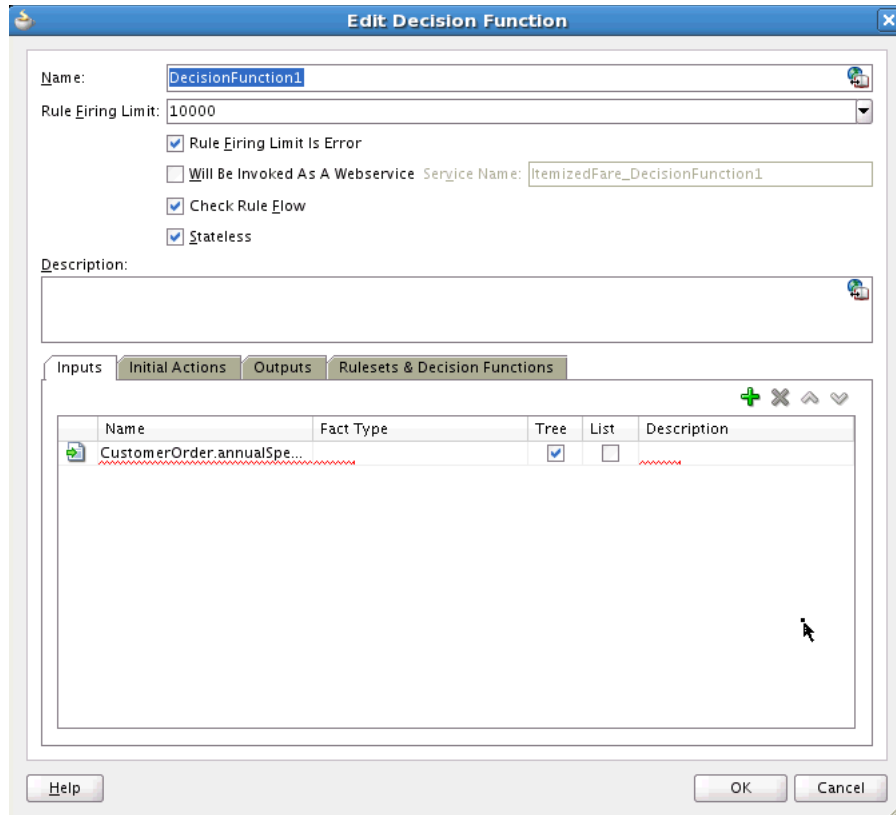 Edit Decision Function
Name: DecisionFunction1
Rule Firing Limit: 10000
Rule Firing Limit Is Error
Will Be Invoked As A Webservice Service Name: ItemizedFare_DecisionFunction1
Check Rule Flow
Stateless
Description:
Inputs Initial Actions Outputs Rulesets & Decision Functions
Name Fact Type Tree List Description
CustomerOrder.annualSpe...
Help OK Cancel